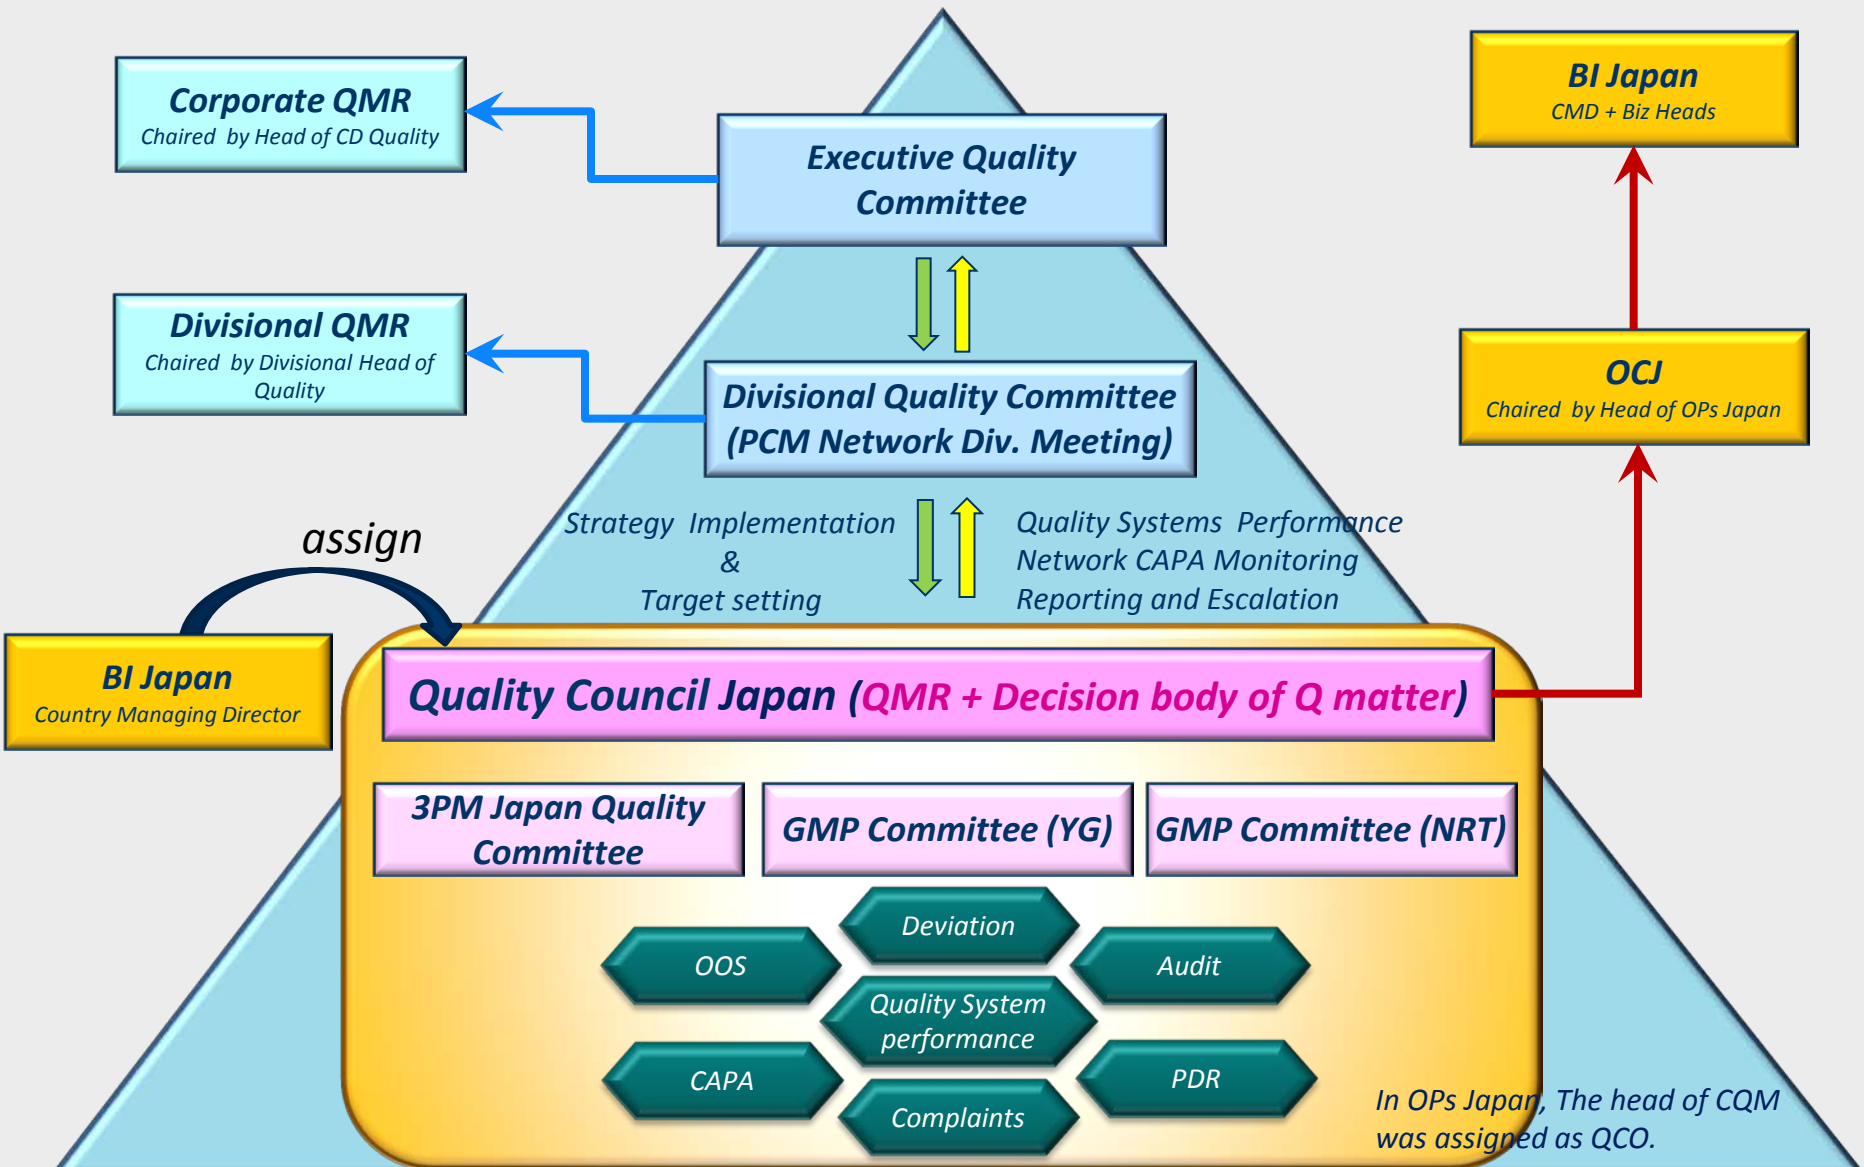 Corporate QMR
Chaired by Head of CD Quality
Executive Quality
Committee
BI Japan
CMD + Biz Heads
Divisional QMR
Chaired by Divisional Head of
Quality
Divisional Quality Committee
(PCM Network Div. Meeting)
OCJ
Chaired by Head of OPs Japan
Strategy Implementation
&
Target setting
Quality Systems Performance
Network CAPA Monitoring
Reporting and Escalation
assign
BI Japan
Country Managing Director
Quality Council Japan (QMR + Decision body of Q matter)
3PM Japan Quality
Committee
GMP Committee (YG)
GMP Committee (NRT)
Deviation
OOS
Audit
Quality System
performance
CAPA
PDR
Complaints
In OPs Japan, The head of CQM
was assigned as QCO.